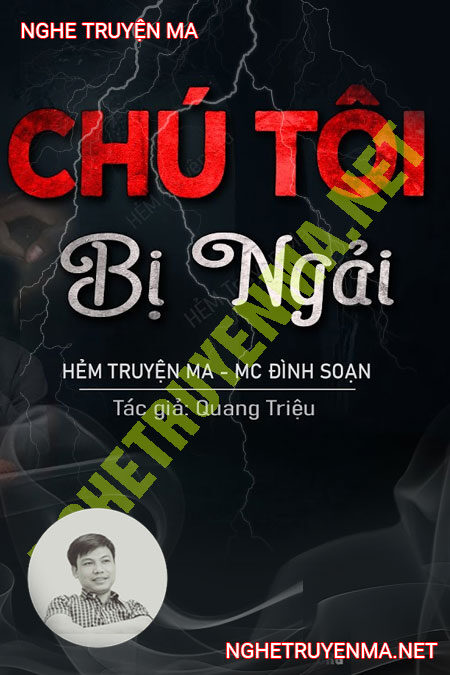 NGHE TRUYỆN MA
CHÚ TÔI
Bị Ngải
HẺM TRUYỆN MA - MC ĐÌNH SOẠN
Tác giả: Quang Triệu
NGHETRUYENMA.NET
NGHETRUYENMA.NET